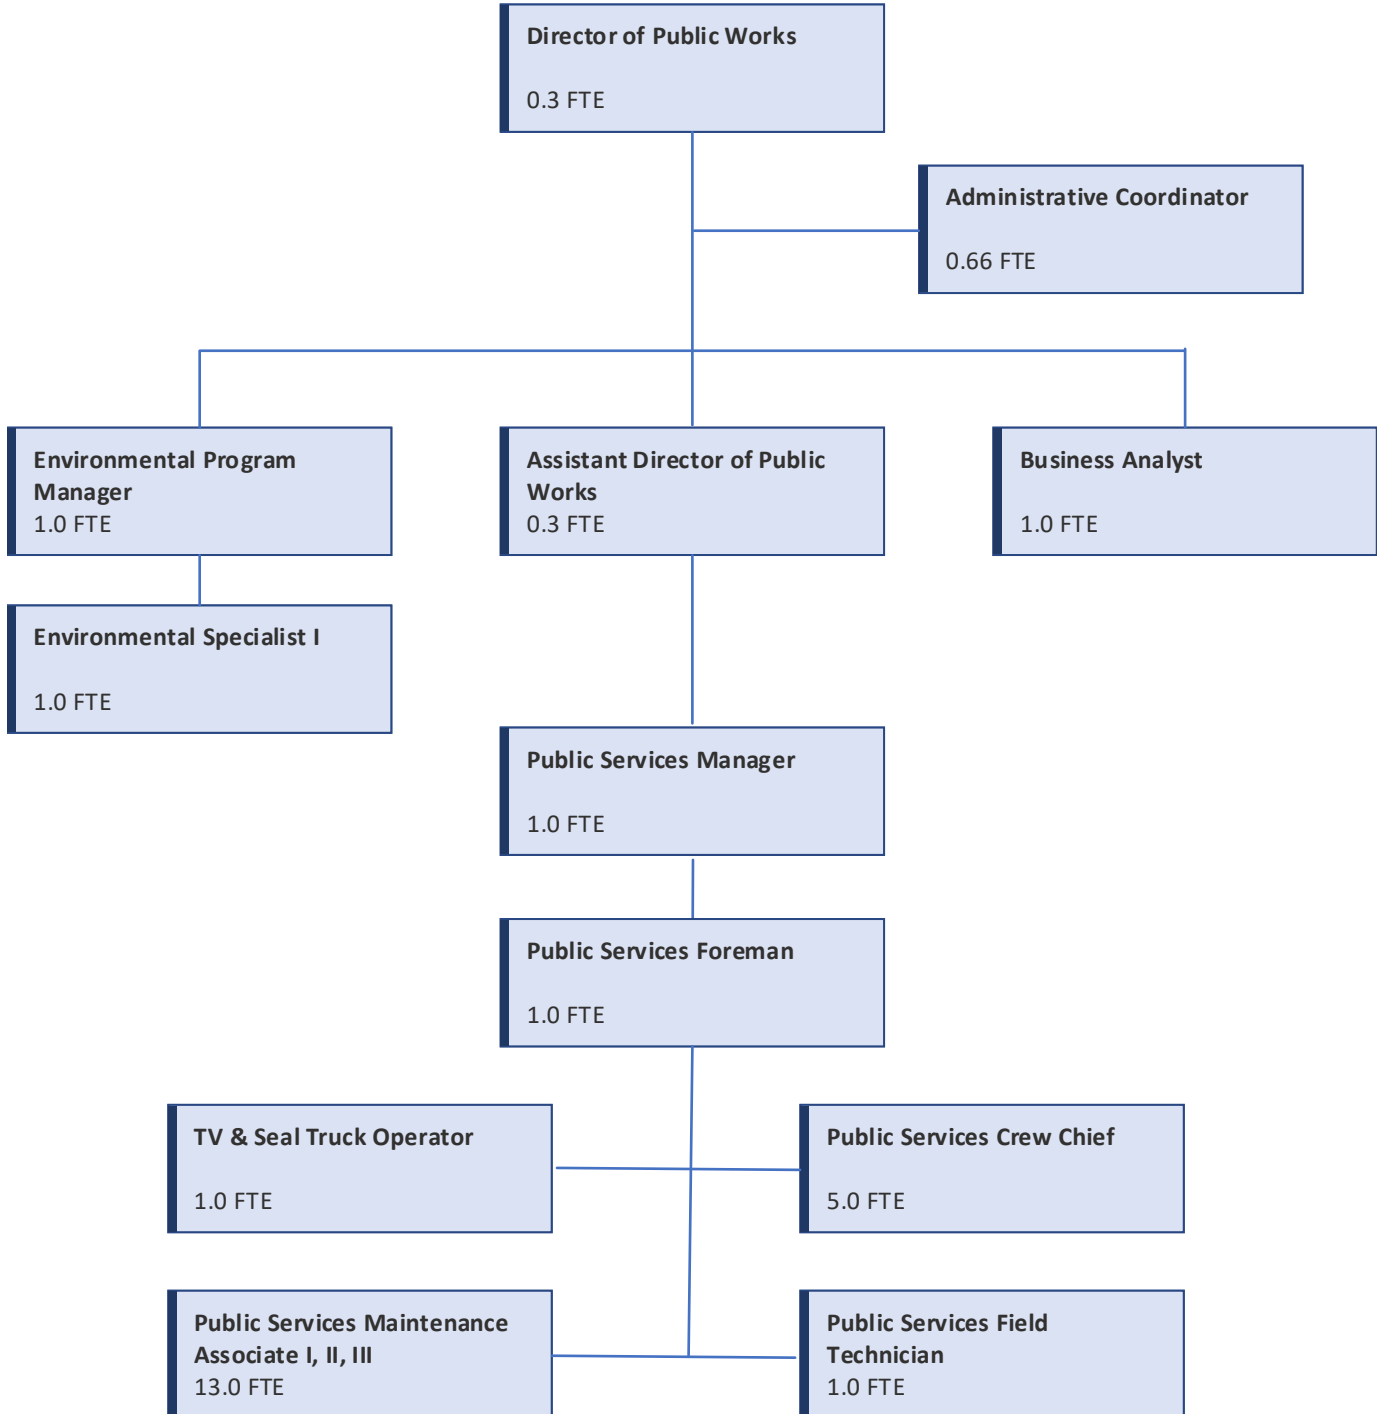 Director of Public Works
0.3 FTE
Administrative Coordinator
0.66 FTE
Environmental Program
Manager
1.0 FTE
Assistant Director of Public
Works
0.3 FTE
Business Analyst
1.0 FTE
Environmental Specialist I
1.0 FTE
Public Services Manager
1.0 FTE
Public Services Foreman
1.0 FTE
TV & Seal Truck Operator
1.0 FTE
Public Services Crew Chief
5.0 FTE
Public Services Maintenance
Associate I, II, III
13.0 FTE
Public Services Field
Technician
1.0 FTE